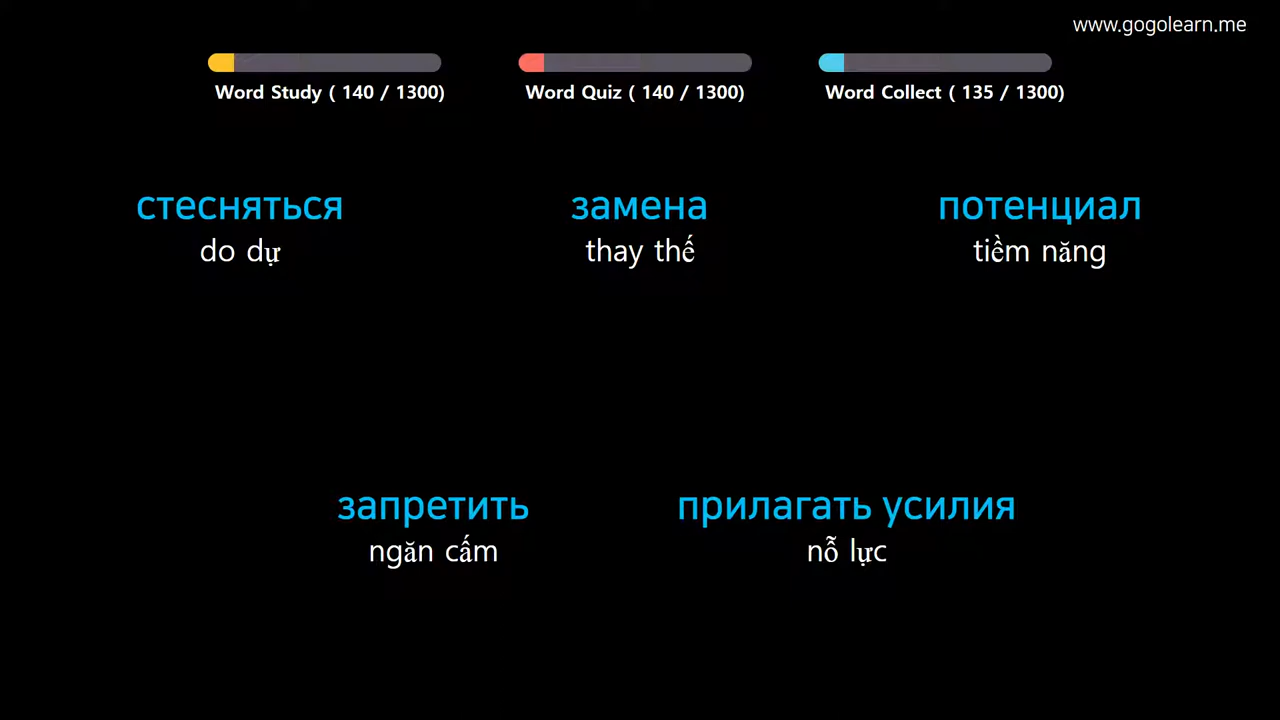 www.gogolearn.me
Word Study ( 140 / 1300)
Word Quiz ( 140 / 1300)
Word Collect ( 135 / 1300)
стесняться
do dự
замена
thay thế
потенциал
tiềm năng
запретить
ngăn cấm
прилагать усилия
nỗ lực